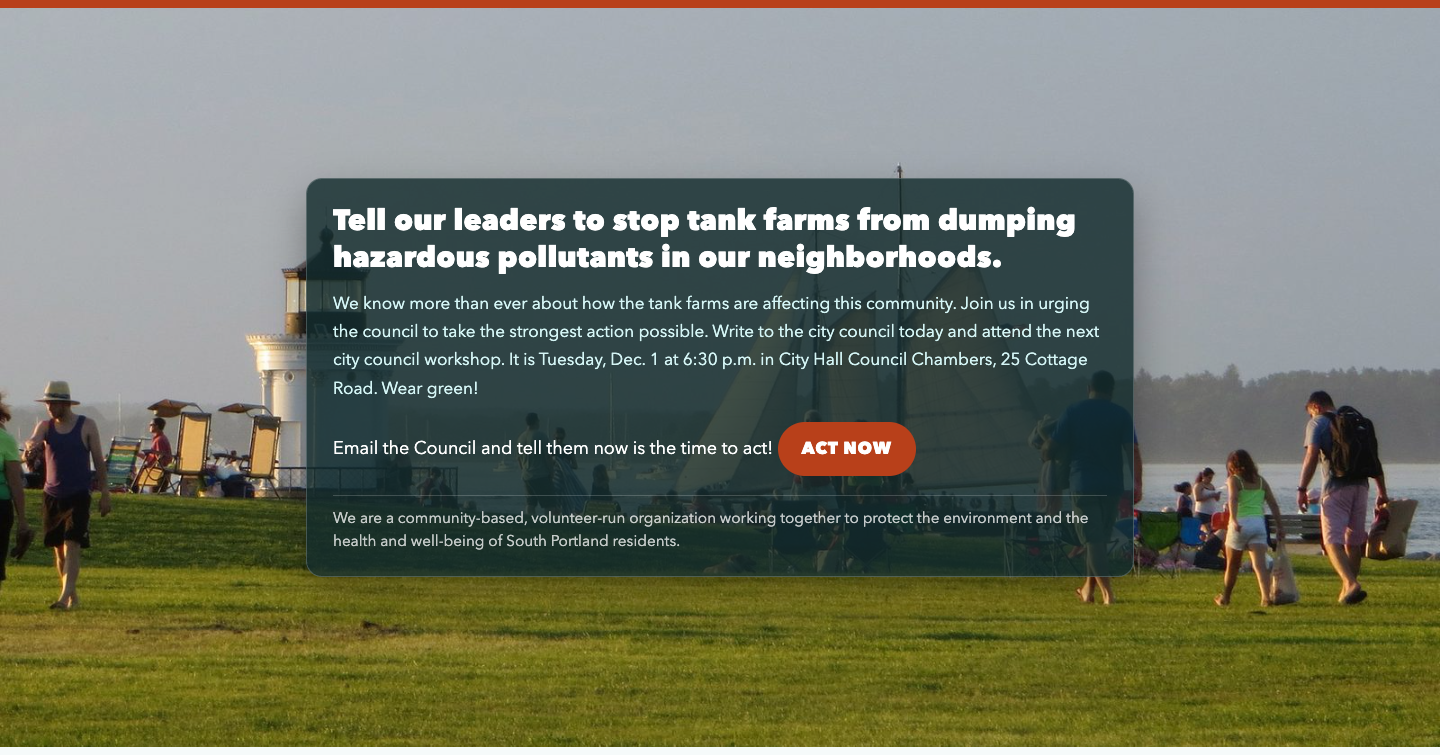 Tell our leaders to stop tank farms from dumping
hazardous pollutants in our neighborhoods.
We know more than ever about how the tank farms are affecting this community. Join us in urging
the council to take the strongest action possible. Write to the city council today and attend the next
city council workshop. It is Tuesday, Dec. 1 at 6:30 p.m. in City Hall Council Chambers, 25 Cottage
Road. Wear green!
Email the Council and tell them now is the time to act! ACT NOW
We are a community-based, volunteer-run organization working together to protect the environment and the
health and well-being of South Portland residents.